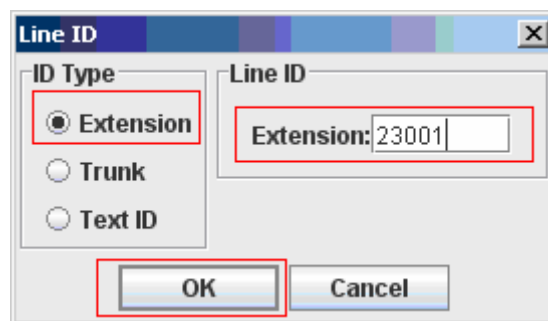 Line ID
ID Type
Extension
Trunk
Text ID
Line ID
Extension: 23001
OK
Cancel